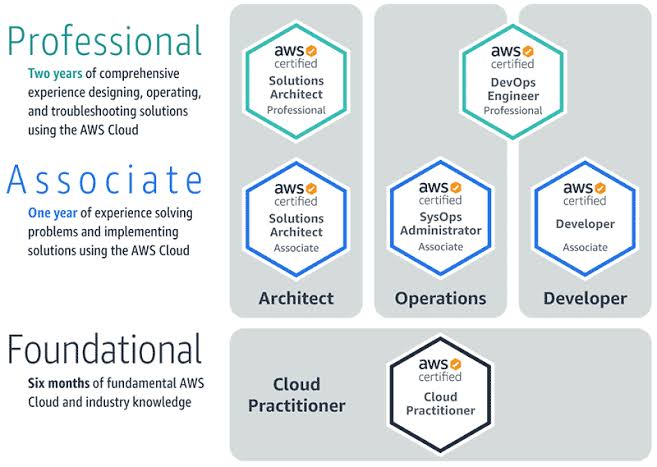 Professional
Two years of comprehensive
experience designing, operating,
and troubleshooting solutions
using the AWS Cloud
aws
certified
Solutions
Architect
Professional
aws
certified
DevOps
Engineer
Professional
Associate
One year of experience solving
problems and implementing
solutions using the AWS Cloud
aws
certified
Solutions
Architect
Associate
aws
certified
SysOps
Administrator
Associate
aws
certified
Developer
Associate
Architect
Operations
Developer
Foundational
Six months of fundamental AWS
Cloud and industry knowledge
Cloud
Practitioner
aws
certified
Cloud
Practitioner